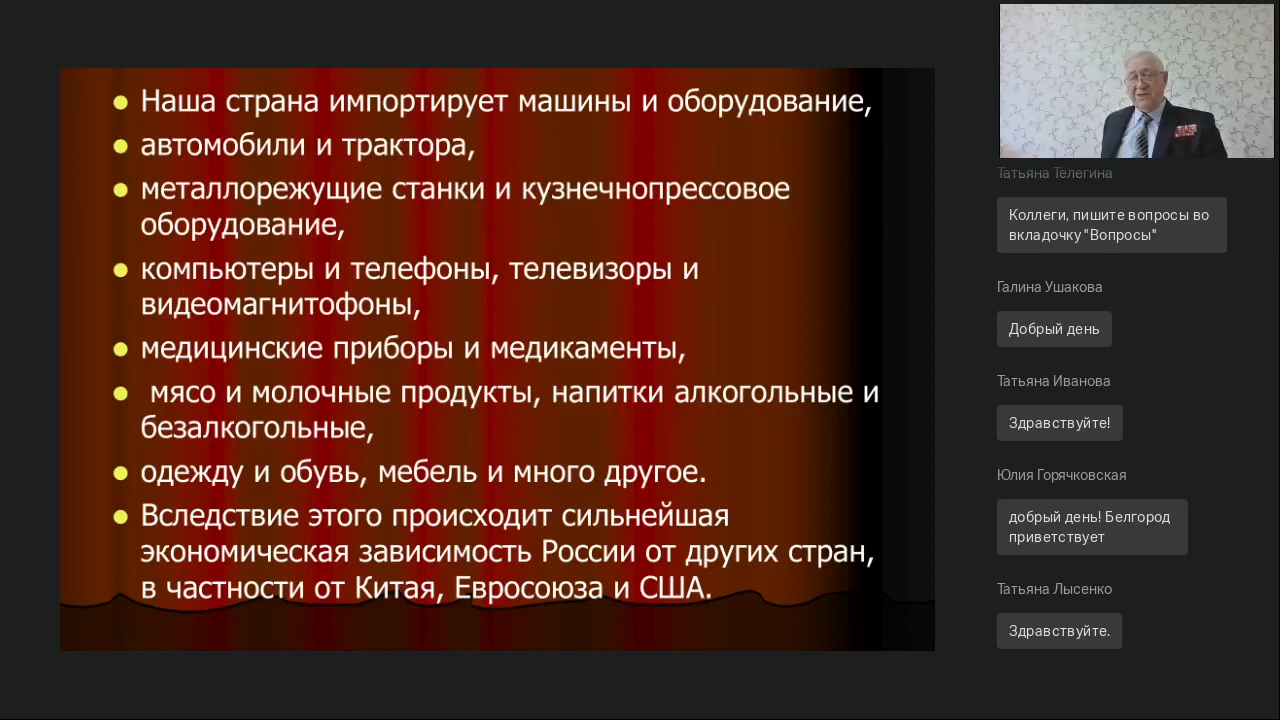 Наша страна импортирует машины и оборудование,
автомобили и трактора,
металлорежущие станки и кузнечнопрессовое
оборудование,
компьютеры и телефоны, телевизоры и
видеомагнитофоны,
медицинские приборы и медикаменты,
мясо и молочные продукты, напитки алкогольные и
безалкогольные,
одежду и обувь, мебель и много другое.
Вследствие этого происходит сильнейшая
экономическая зависимость России от других стран,
в частности от Китая, Евросоюза и США.
Татьяна Телегина
Коллеги, пишите вопросы во
вкладочку "Вопросы"
Галина Ушакова
Добрый день
Татьяна Иванова
Здравствуйте!
Юлия Горячковская
добрый день! Белгород
приветствует
Татьяна Лысенко
Здравствуйте.